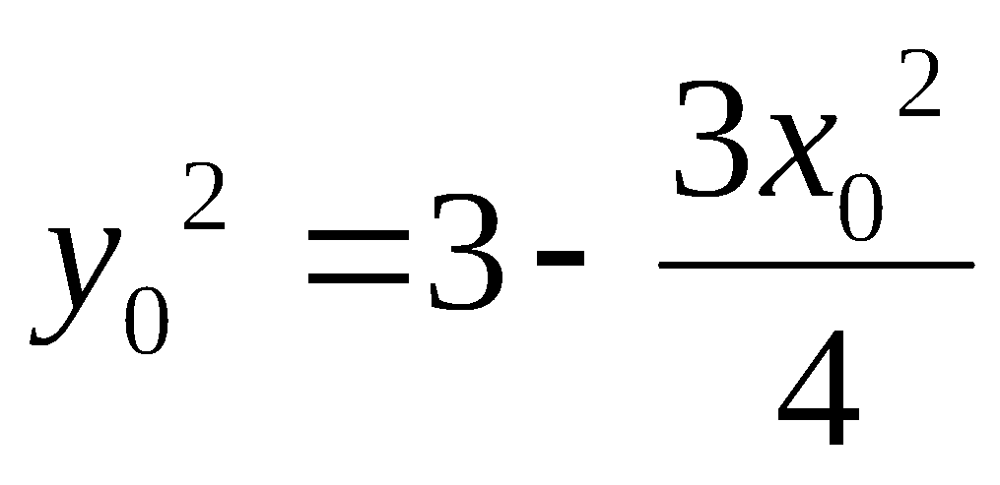 y₀² = 3 - 3x₀²/4